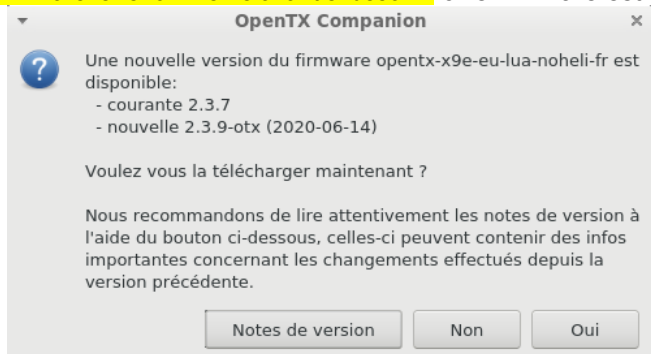 OpenTX Companion
Une nouvelle version du firmware opentx-x9e-eu-lua-noheli-fr est
disponible:
- courante 2.3.7
- nouvelle 2.3.9-otx (2020-06-14)
Voulez vous la télécharger maintenant ?
Nous recommandons de lire attentivement les notes de version à
l'aide du bouton ci-dessous, celles-ci peuvent contenir des infos
importantes concernant les changements effectués depuis la
version précédente.
Notes de version
Non
Oui